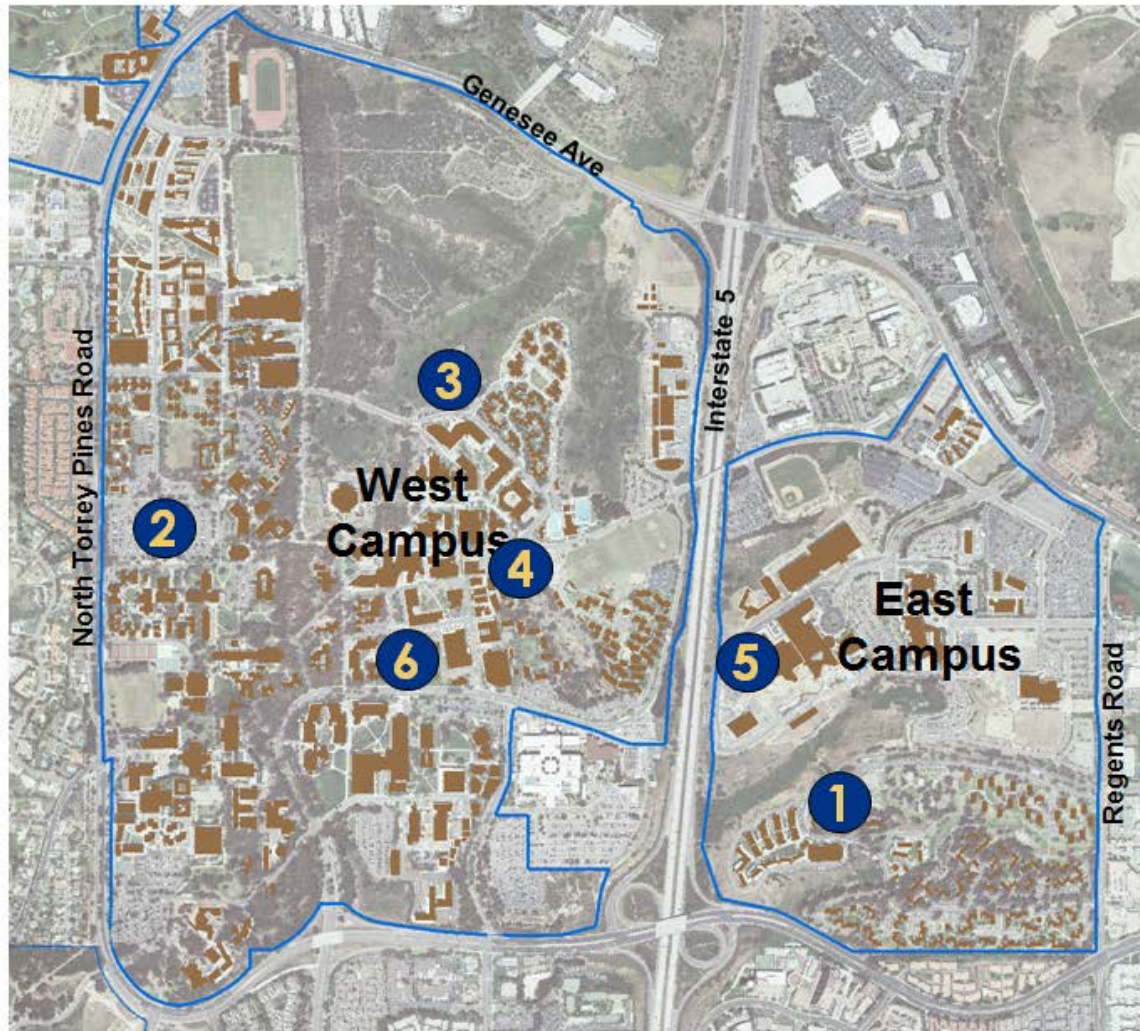 Genesee Ave
Interstate 5
North Torrey Pines Road
3
West
Campus
2
4
East
Campus
6
5
Regents Road
1